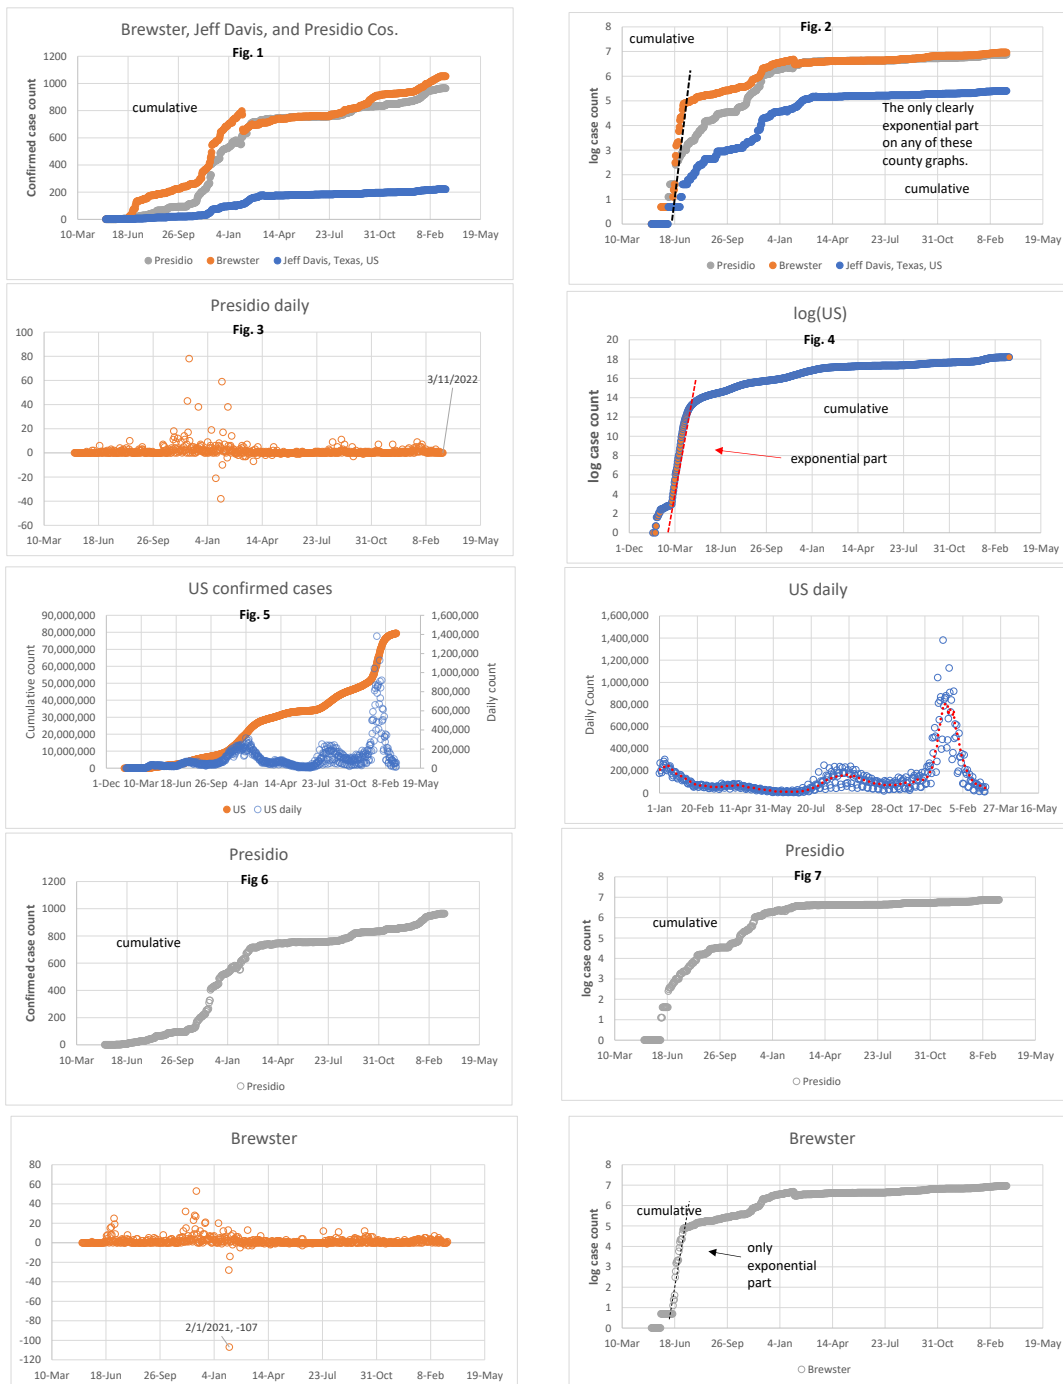 Brewster, Jeff Davis, and Presidio Cos.
Fig. 1
cumulative
Confirmed case count
1200
1000
800
600
400
200
0
10-Mar 18-Jun 26-Sep 4-Jan 14-Apr 23-Jul 31-Oct 8-Feb 19-May
Presidio Brewster Jeff Davis, Texas, US
Fig. 2
cumulative
log case count
8
7
6
5
4
3
2
1
0
The only clearly
exponential part
on any of these
county graphs.
cumulative
10-Mar 18-Jun 26-Sep 4-Jan 14-Apr 23-Jul 31-Oct 8-Feb 19-May
Presidio Brewster Jeff Davis, Texas, US
Presidio daily
Fig. 3
100
80
60
40
20
0
-20
-40
-60
3/11/2022
10-Mar 18-Jun 26-Sep 4-Jan 14-Apr 23-Jul 31-Oct 8-Feb 19-May
log(US)
Fig. 4
log case count
20
18
16
14
12
10
8
6
4
2
0
cumulative
exponential part
1-Dec 10-Mar 18-Jun 26-Sep 4-Jan 14-Apr 23-Jul 31-Oct 8-Feb 19-May
US confirmed cases
Fig. 5
Cumulative count
90,000,000
80,000,000
70,000,000
60,000,000
50,000,000
40,000,000
30,000,000
20,000,000
10,000,000
0
1,600,000
1,400,000
1,200,000
1,000,000
800,000
600,000
400,000
200,000
0
Daily count
1-Dec 10-Mar 18-Jun 26-Sep 4-Jan 14-Apr 23-Jul 31-Oct 8-Feb 19-May
US US daily
US daily
Daily Count
1,600,000
1,400,000
1,200,000
1,000,000
800,000
600,000
400,000
200,000
0
1-Jan 20-Feb 11-Apr 31-May 20-Jul 8-Sep 28-Oct 17-Dec 5-Feb 27-Mar 16-May
Presidio
Fig 6
cumulative
Confirmed case count
1200
1000
800
600
400
200
0
10-Mar 18-Jun 26-Sep 4-Jan 14-Apr 23-Jul 31-Oct 8-Feb 19-May
Presidio
Presidio
Fig 7
cumulative
log case count
8
7
6
5
4
3
2
1
0
10-Mar 18-Jun 26-Sep 4-Jan 14-Apr 23-Jul 31-Oct 8-Feb 19-May
Presidio
Brewster
80
60
40
20
0
-20
-40
-60
-80
-100
-120
2/1/2021, -107
10-Mar 18-Jun 26-Sep 4-Jan 14-Apr 23-Jul 31-Oct 8-Feb 19-May
Brewster
cumulative
log case count
8
7
6
5
4
3
2
1
0
only
exponential
part
10-Mar 18-Jun 26-Sep 4-Jan 14-Apr 23-Jul 31-Oct 8-Feb 19-May
Brewster